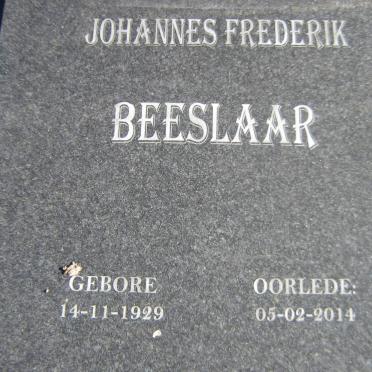 JOHANNES FREDERIK
BEESLAAR
GEBORE OORLEDE:
14-11-1929 05-02-2014